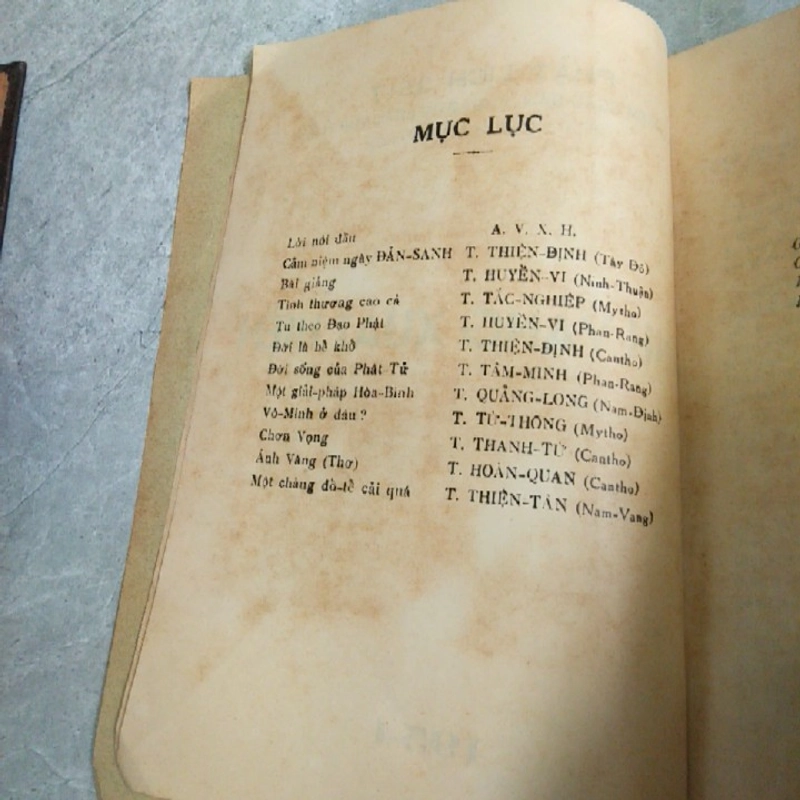 MỤC LỤC
Lời nói đầu A. V. X. H.
Cảm niệm ngày ĐẢN-SANH T. THIỆN-ĐỊNH (Tây Đô)
Bài giảng T. HUYỀN-VI (Ninh-Thuận)
Tình thương cao cả T. TẮC-NGHIỆP (Mytho)
Tu theo Đạo Phật T. HUYỀN-VI (Phan-Rang)
Đời là bể khổ T. THIỆN-ĐỊNH (Cantho)
Đời sống của Phật Tử T. TÂM-MINH (Phan-Rang)
Một giải-pháp Hòa-Bình T. QUẢNG-LONG (Nam-Định)
Vô-Minh ở đâu? T. TỪ-THÔNG (Mytho)
Chơn Vọng T. THANH-TỪ (Cantho)
Ánh Vàng (Thơ) T. HOÀN-QUAN (Cantho)
Một chàng đồ-tể cải quá T. THIỆN-TÂN (Nam-Vang)